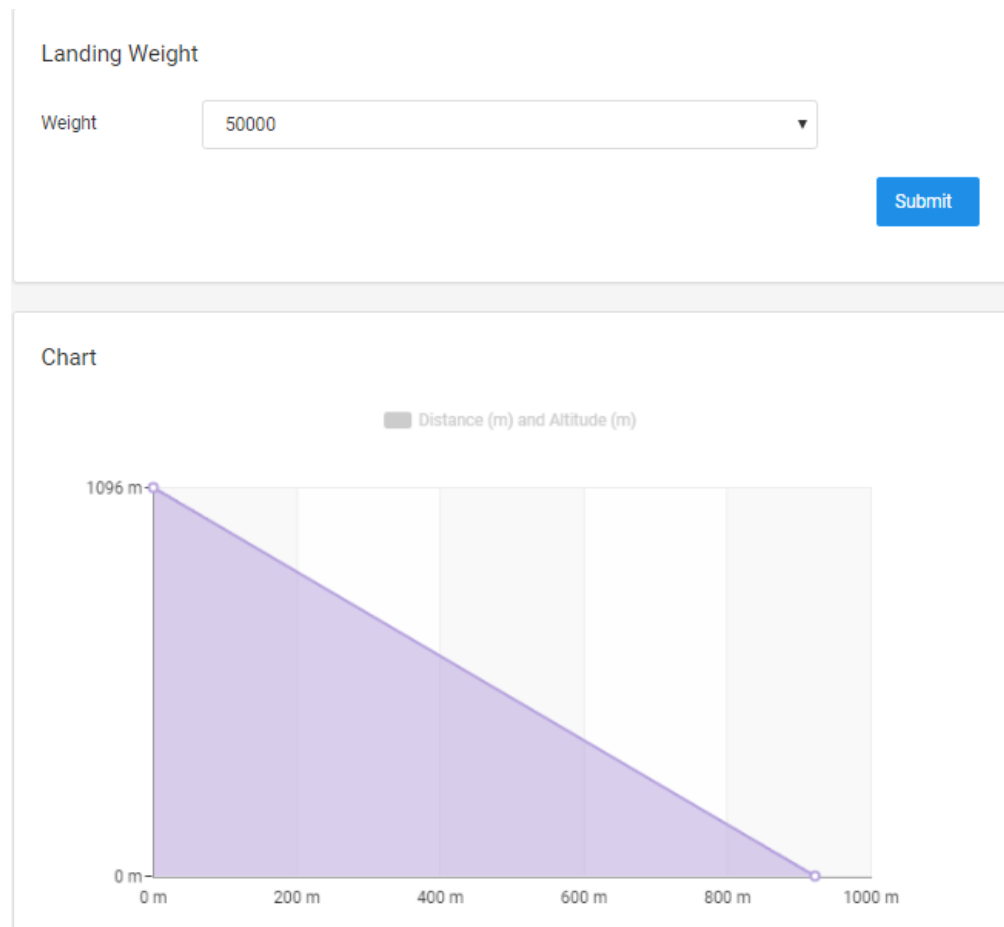 Landing Weight
Weight
50000
Submit
Chart
Distance (m) and Altitude (m)
1096 m
0 m
0 m 200 m 400 m 600 m 800 m 1000 m